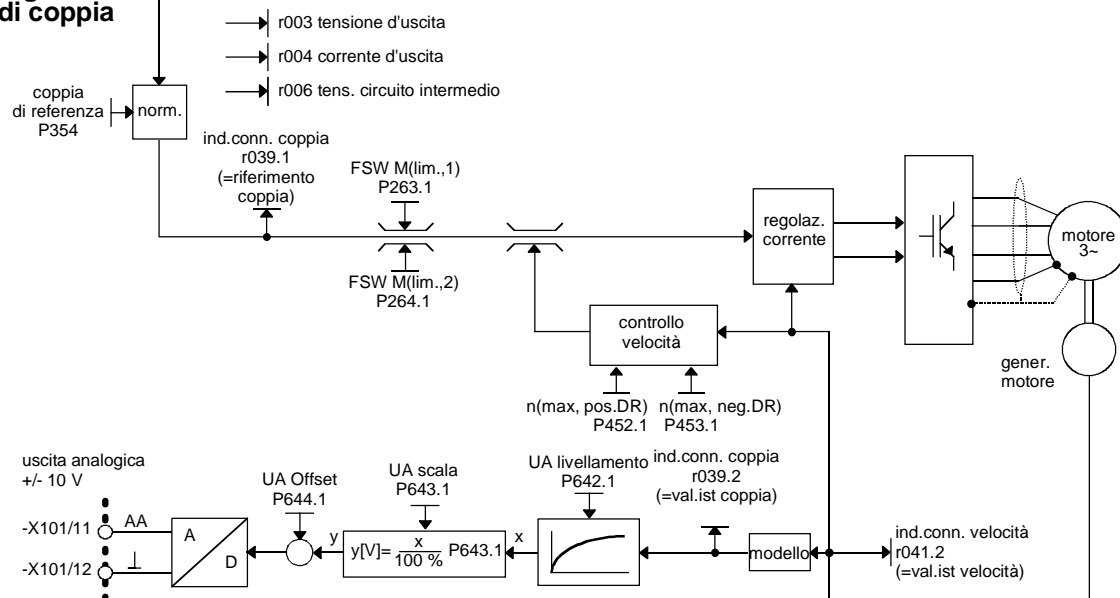 di coppia
r003 tensione d'uscita
r004 corrente d'uscita
r006 tens. circuito intermedio
coppia
di referenza
P354
norm.
ind.conn. coppia
r039.1
(=riferimento
coppia)
FSW M(lim.,1)
P263.1
FSW M(lim.,2)
P264.1
regolaz.
corrente
motore
3~
controllo
velocità
gener.
motore
n(max, pos.DR)
P452.1
n(max, neg.DR)
P453.1
uscita analogica
+/- 10 V
UA Offset
P644.1
UA scala
P643.1
UA livellamento
P642.1
ind.conn. coppia
r039.2
(=val.ist coppia)
-X101/11
AA
-X101/12
A
D
y
y[V]= x/100 % P643.1
x
modello
ind.conn. velocità
r041.2
(=val.ist velocità)